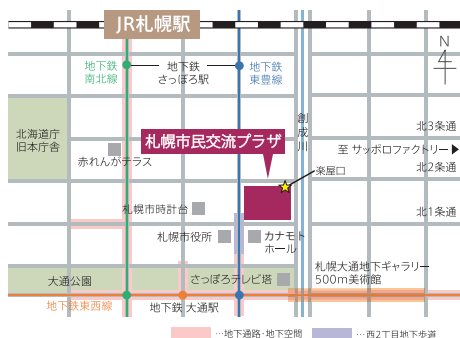 JR札幌駅
N
地下鉄
南北線
地下鉄
さっぽろ駅
地下鉄
東豊線
創成川
北3条通
北海道庁
旧本庁舎
札幌市民交流プラザ
至 サッポロファクトリー
赤れんがテラス
北2条通
楽屋口
札幌市時計台
北1条通
札幌市役所
カナモト
ホール
大通公園
さっぽろテレビ塔
札幌大通地下ギャラリー
500m美術館
地下鉄東西線
地下鉄 大通駅
…地下通路・地下空間
…西2丁目地下歩道